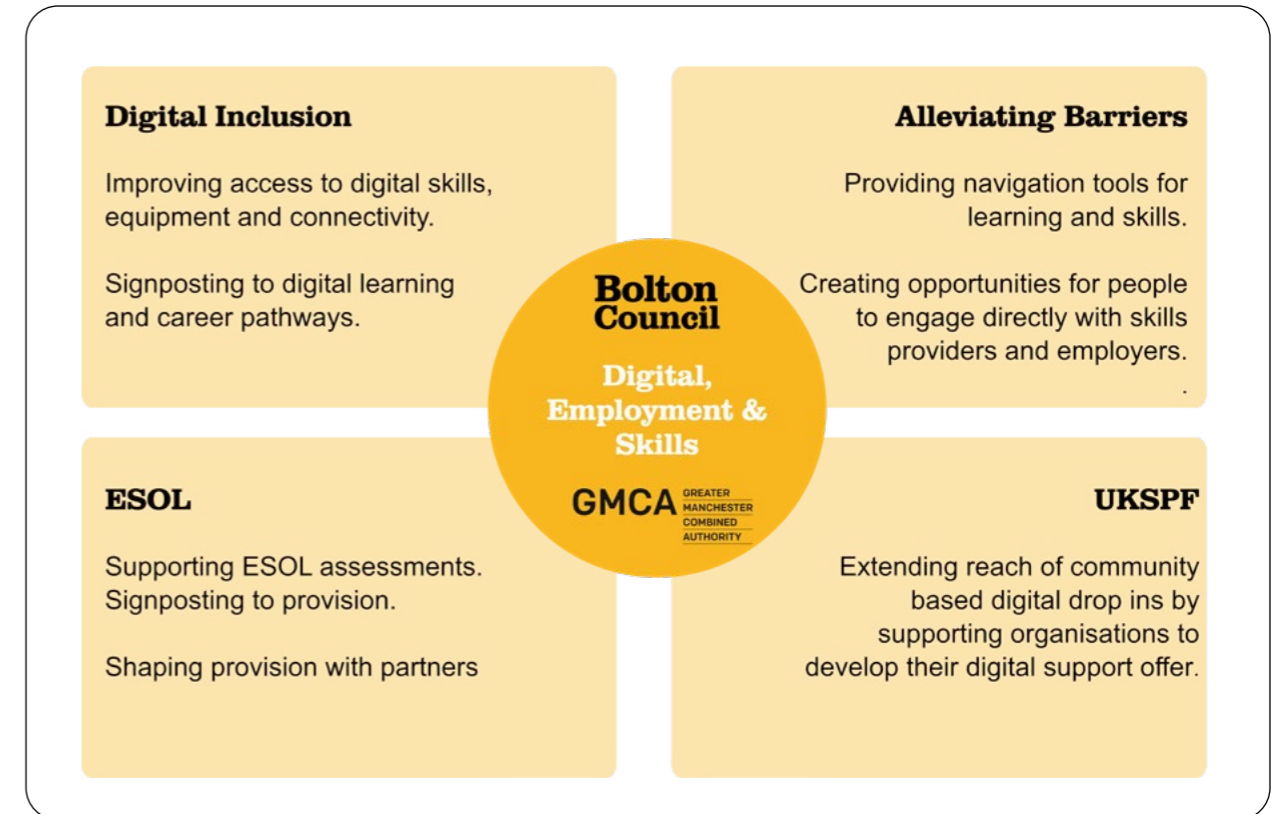 Digital Inclusion
Improving access to digital skills,
equipment and connectivity.
Signposting to digital learning
and career pathways.
Alleviating Barriers
Providing navigation tools for
learning and skills.
Creating opportunities for people
to engage directly with skills
providers and employers.
.
Bolton
Council
Digital,
Employment &
Skills
GMCA
GREATER
MANCHESTER
COMBINED
AUTHORITY
ESOL
Supporting ESOL assessments.
Signposting to provision.
Shaping provision with partners
UKSPF
Extending reach of community
based digital drop ins by
supporting organisations to
develop their digital support offer.